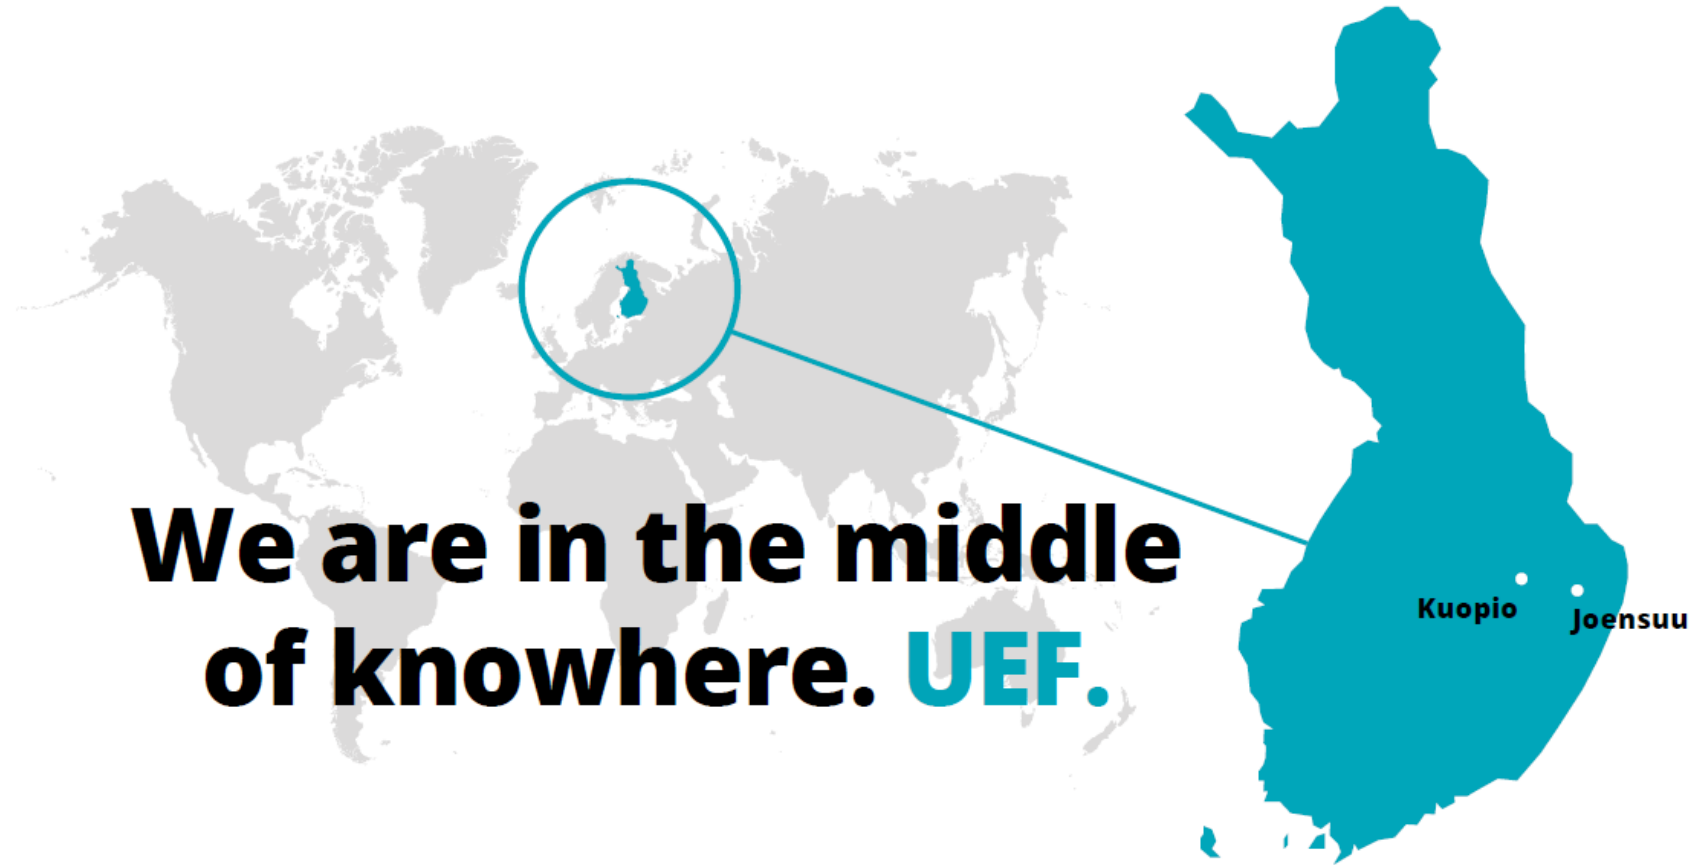 We are in the middle
of knowhere. UEF.
Kuopio
Joensuu